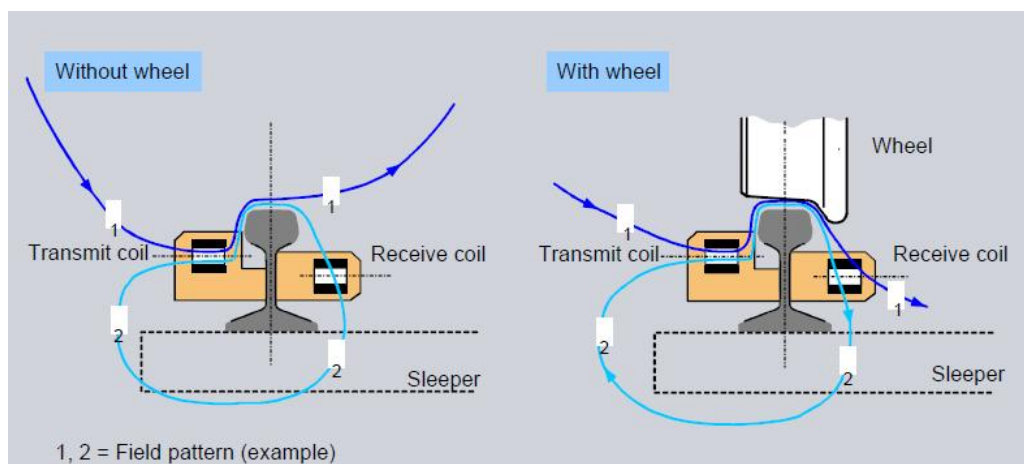 Without wheel
With wheel
Wheel
1
1
1
1
Transmit coil
Receive coil
Transmit coil
Receive coil
2
2
2
2
Sleeper
Sleeper
1, 2 = Field pattern (example)